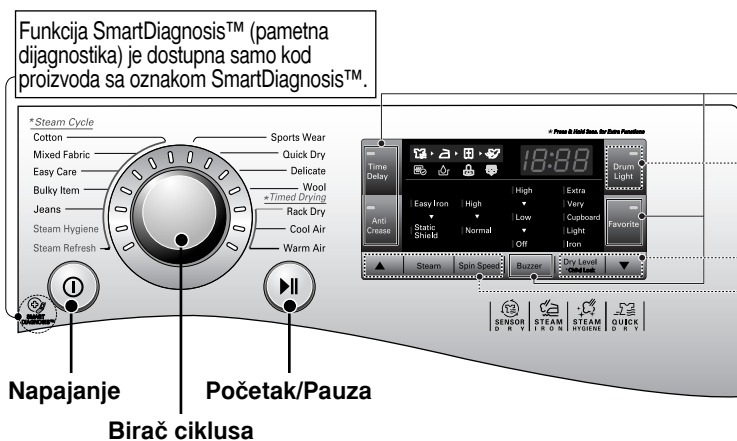 Funkcija SmartDiagnosis™ (pametna
dijagnostika) je dostupna samo kod
proizvoda sa oznakom SmartDiagnosis™.
*Steam Cycle
Cotton
Mixed Fabric
Easy Care
Bulky Item
Jeans
Steam Hygiene
Steam Refresh
Sports Wear
Quick Dry
Delicate
Wool
*Timed Drying
Rack Dry
Cool Air
Warm Air
* Press & Hold 3sec. for Extra Functions
Time
Delay
18:88
Drum
Light
Anti
Crease
Easy Iron
Static
Shield
High
Normal
High
Low
Off
Extra
Very
Cupboard
Light
Iron
Favorite
Steam
Spin Speed
Buzzer
Dry Level
*Child Lock
SMART
DIAGNOSIS™
SENSOR
DRY
STEAM
IRON
STEAM
HYGIENE
QUICK
DRY
Napajanje
Početak/Pauza
Birač ciklusa